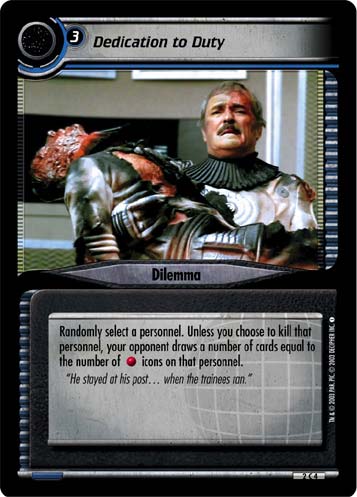 3
Dedication to Duty
Dilemma
Randomly select a personnel. Unless you choose to kill that
personnel, your opponent draws a number of cards equal to
the number of icons on that personnel.
"He stayed at his post… when the trainees ran."
TM & © 2003 PAR. PIC. © 2003 DECIPHER INC.
2 C 4